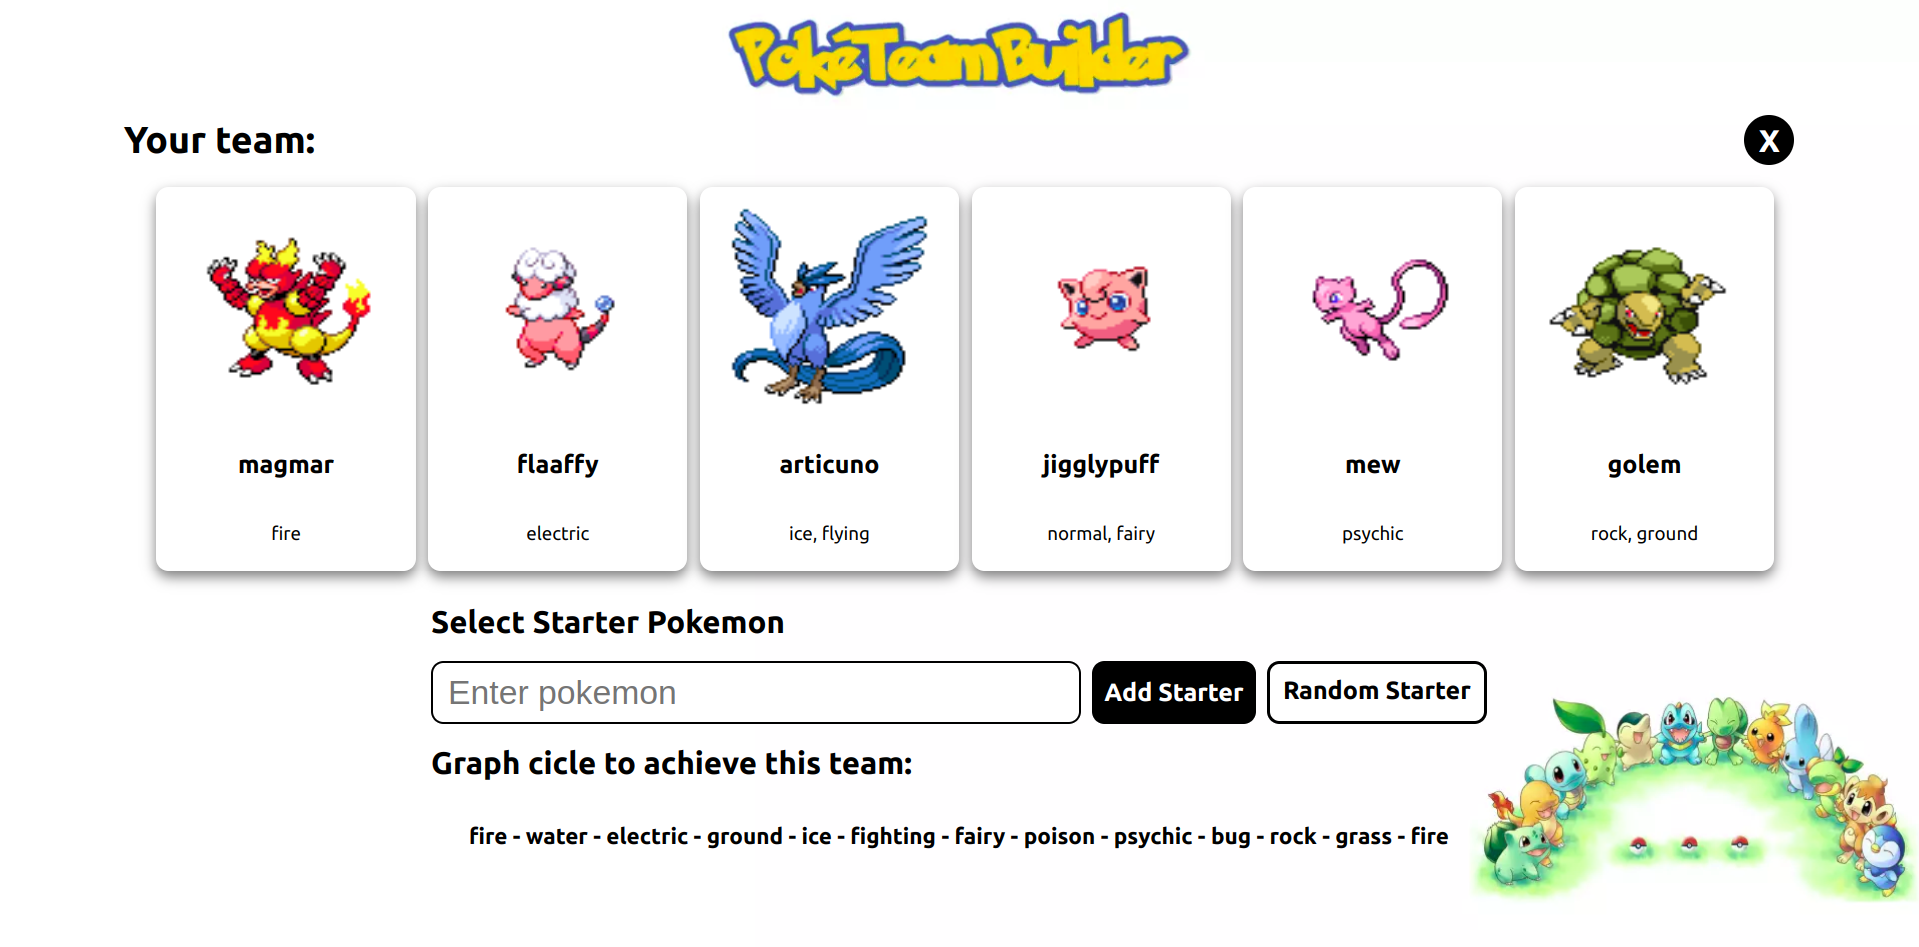 PokéTeamBuilder
Your team:
X
magmar
fire
flaaffy
electric
articuno
ice, flying
jigglypuff
normal, fairy
mew
psychic
golem
rock, ground
Select Starter Pokemon
Enter pokemon
Add Starter
Random Starter
Graph cicle to achieve this team:
fire - water - electric - ground - ice - fighting - fairy - poison - psychic - bug - rock - grass - fire